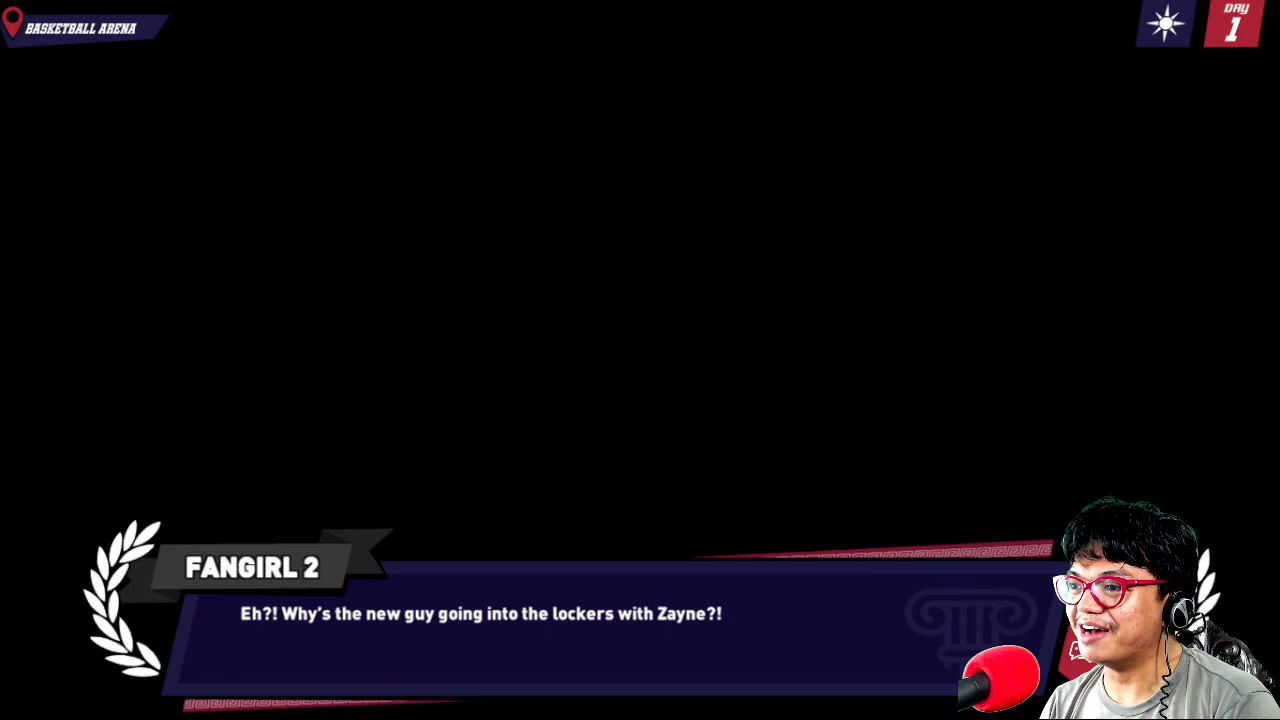 BASKETBALL ARENA
DAY
1
FANGIRL 2
Eh?! Why's the new guy going into the lockers with Zayne?!